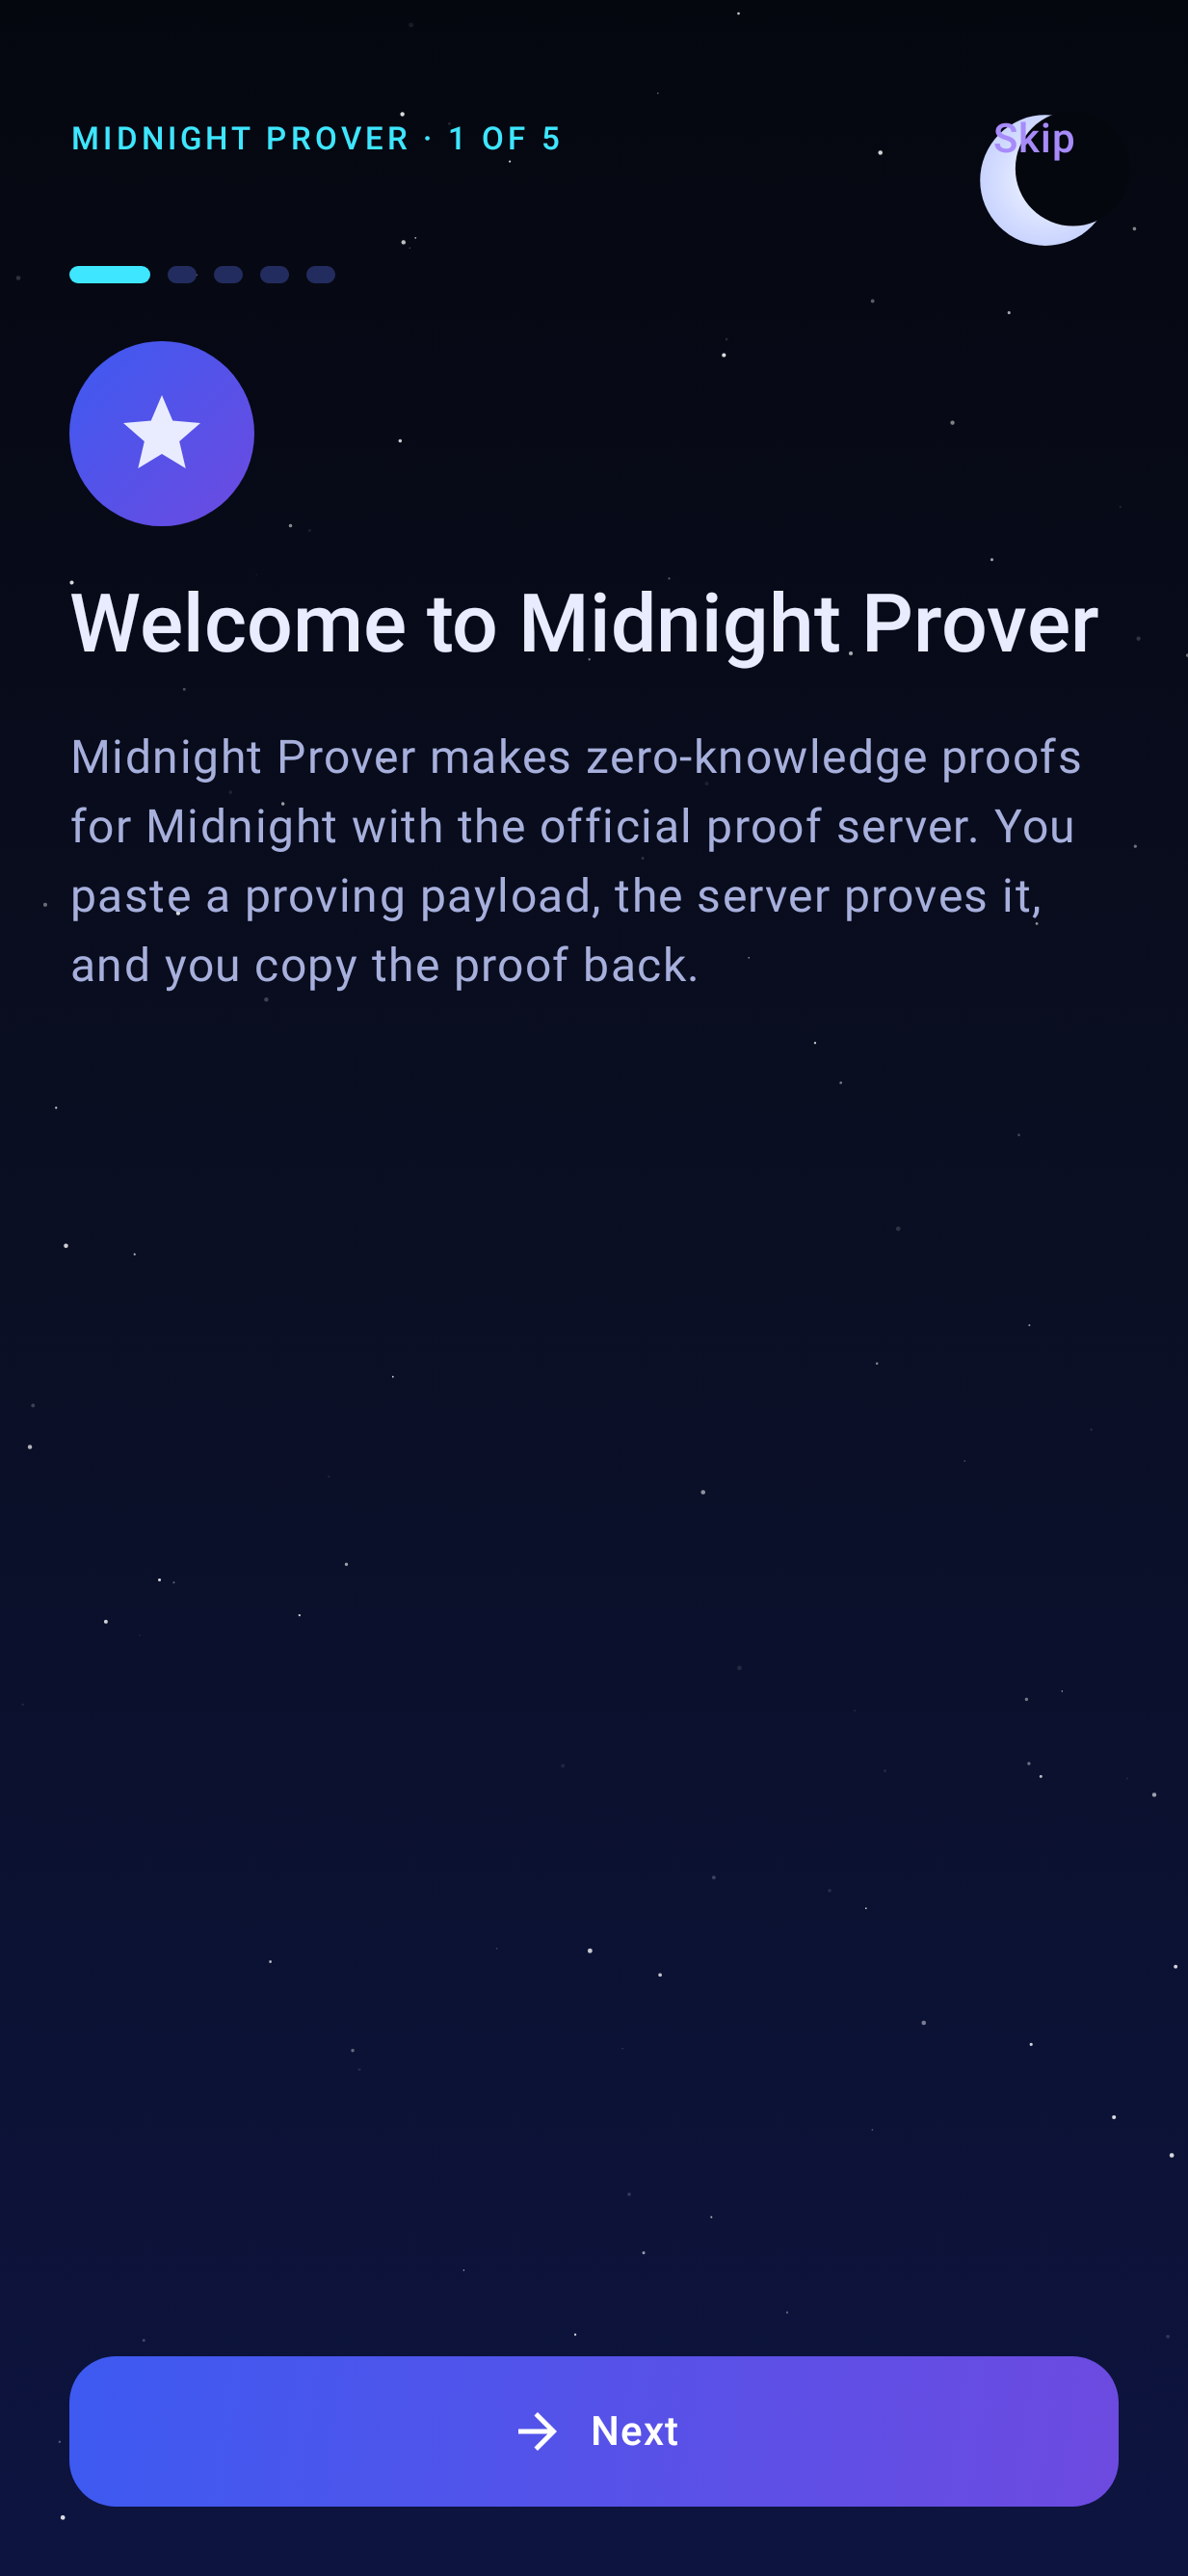 MIDNIGHT PROVER · 1 OF 5
Skip
Welcome to Midnight Prover
Midnight Prover makes zero-knowledge proofs
for Midnight with the official proof server. You
paste a proving payload, the server proves it,
and you copy the proof back.
Next